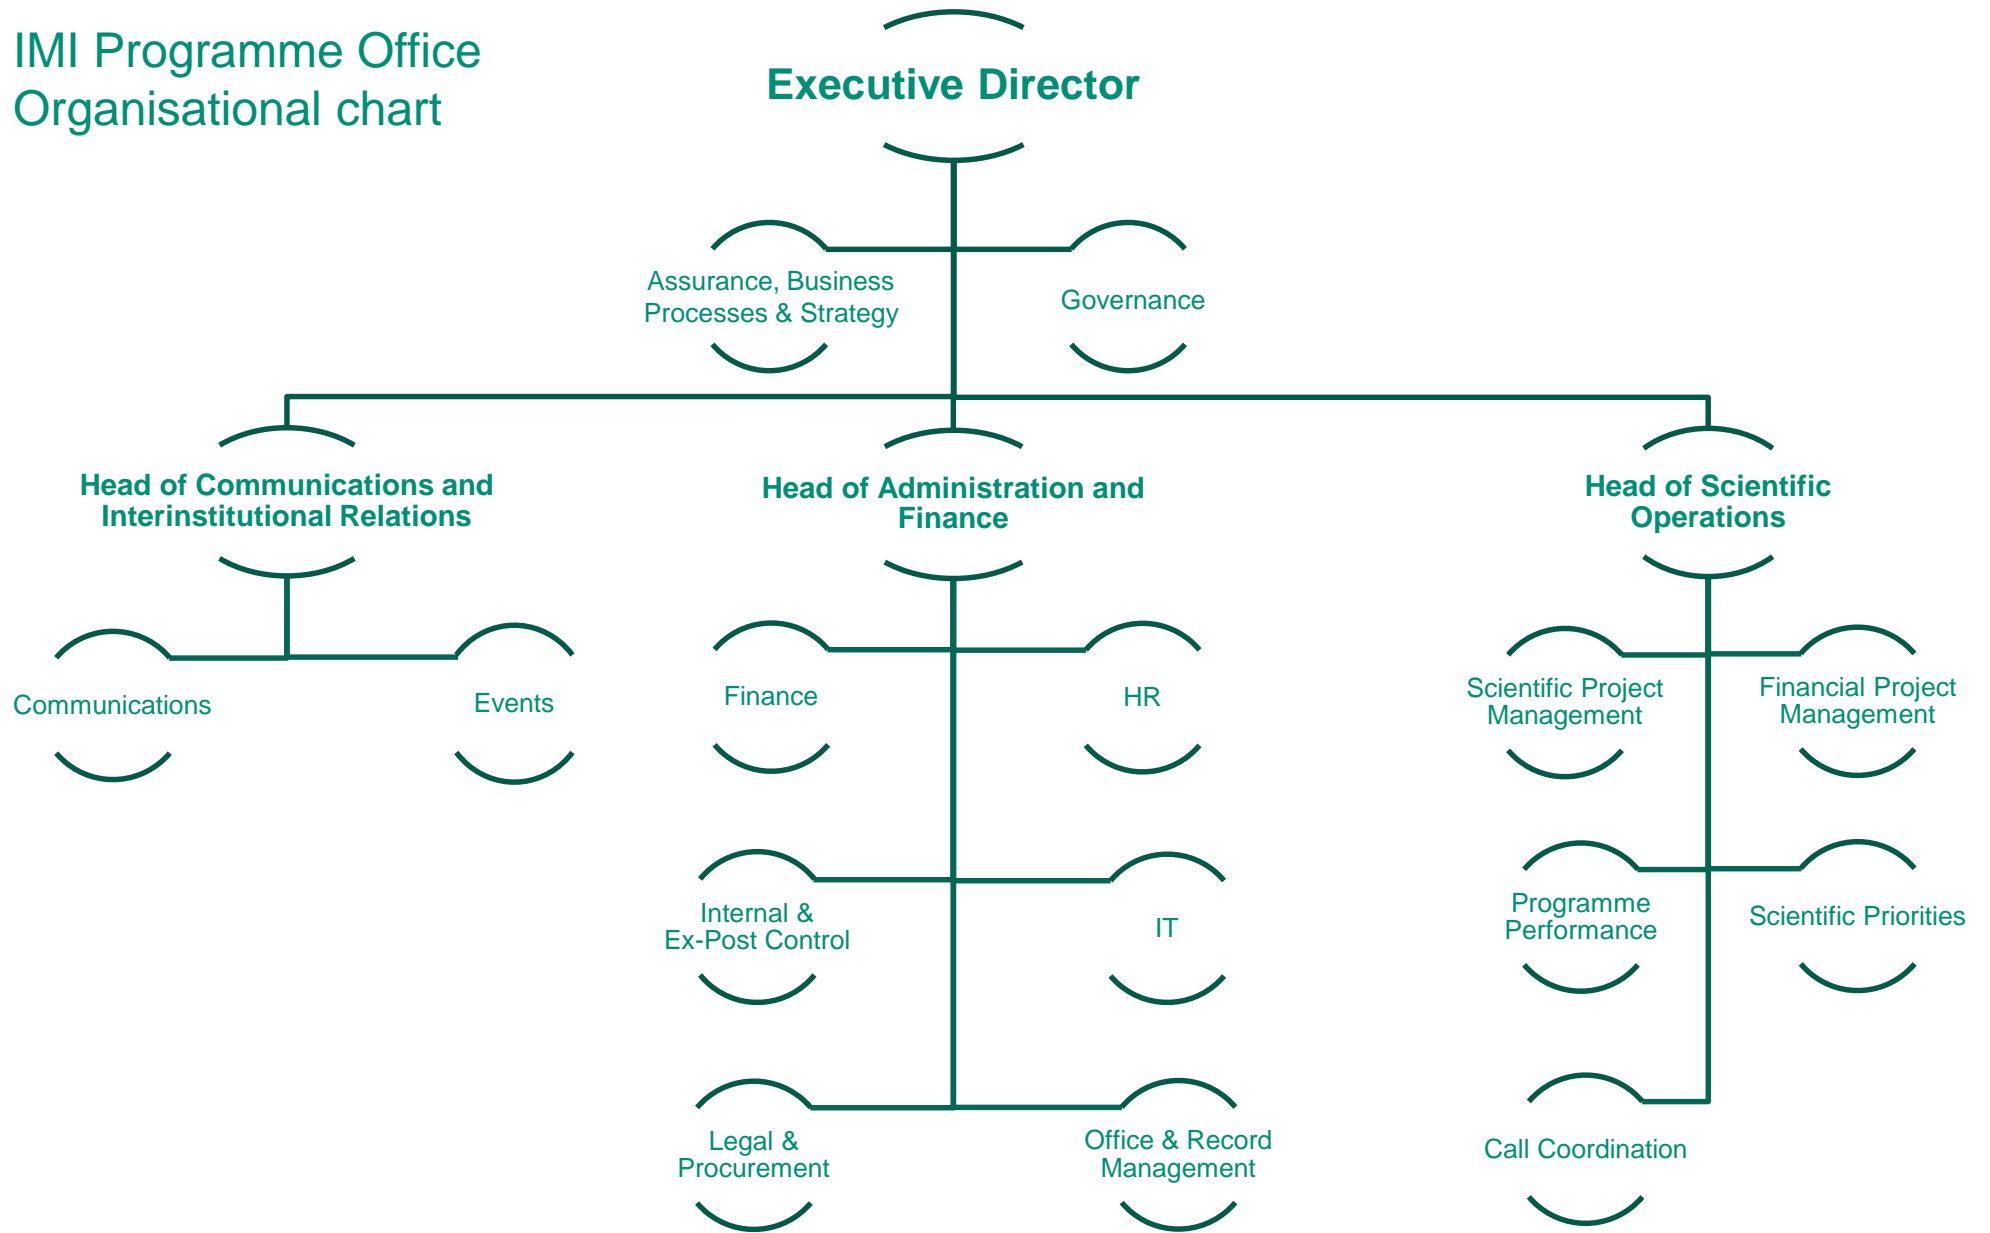 IMI Programme Office
Organisational chart
Executive Director
Assurance, Business
Processes & Strategy
Governance
Head of Communications and
Interinstitutional Relations
Head of Administration and
Finance
Head of Scientific
Operations
Communications
Events
Finance
HR
Scientific Project
Management
Financial Project
Management
Internal &
Ex-Post Control
IT
Programme
Performance
Scientific Priorities
Legal &
Procurement
Office & Record
Management
Call Coordination